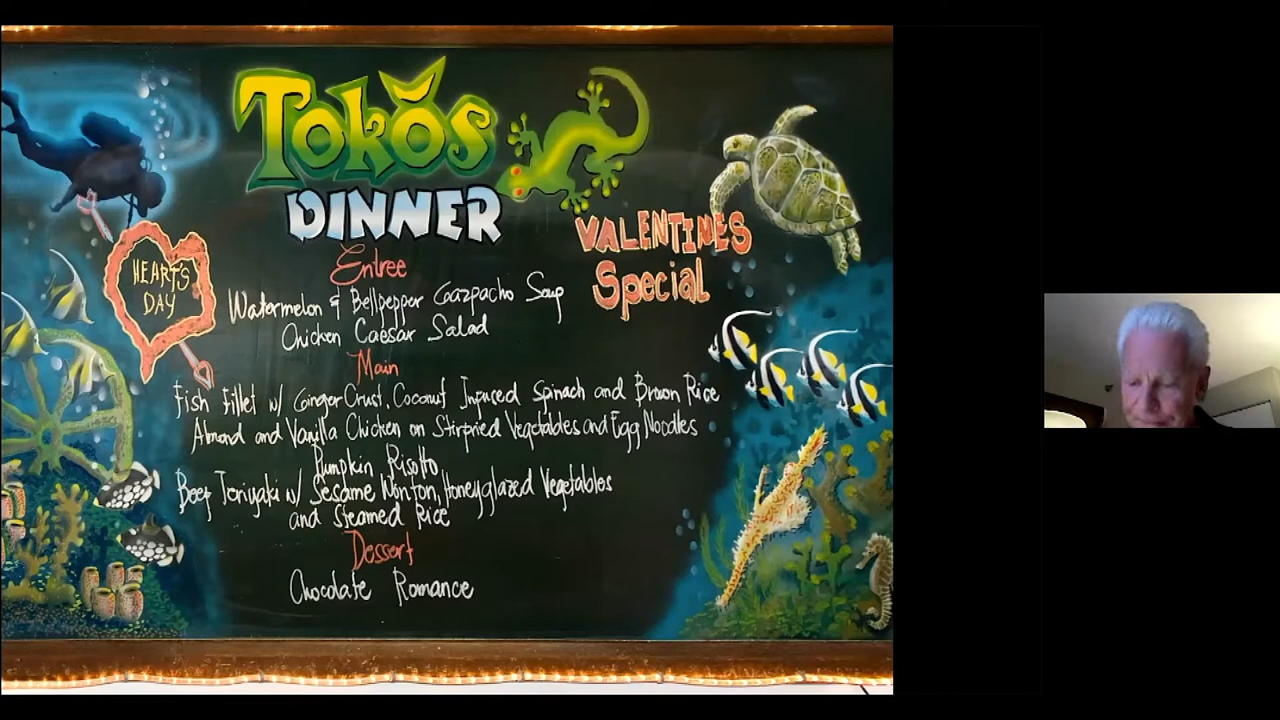 TOKOS
DINNER
VALENTINES
Special
HEART'S
DAY
Entree
Watermelon & Bellpepper Gazpacho Soup
Chicken Caesar Salad
Main
Fish Fillet w/ Ginger Crust, Coconut Infused Spinach and Brown Rice
Almond and Vanilla Chicken on Stirfried Vegetables and Egg Noodles
Pumpkin Risotto
Beef Teriyaki w/ Sesame Wonton, Honeyglazed Vegetables
and Steamed Rice
Dessert
Chocolate Romance